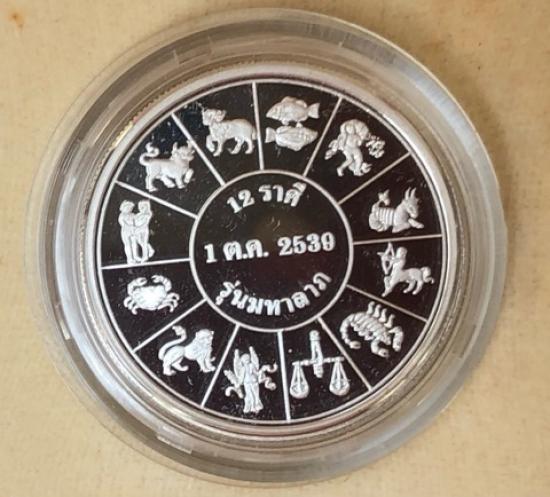 12 ราศี
1 ต.ค. 2539
รุ่นมหาลาภ